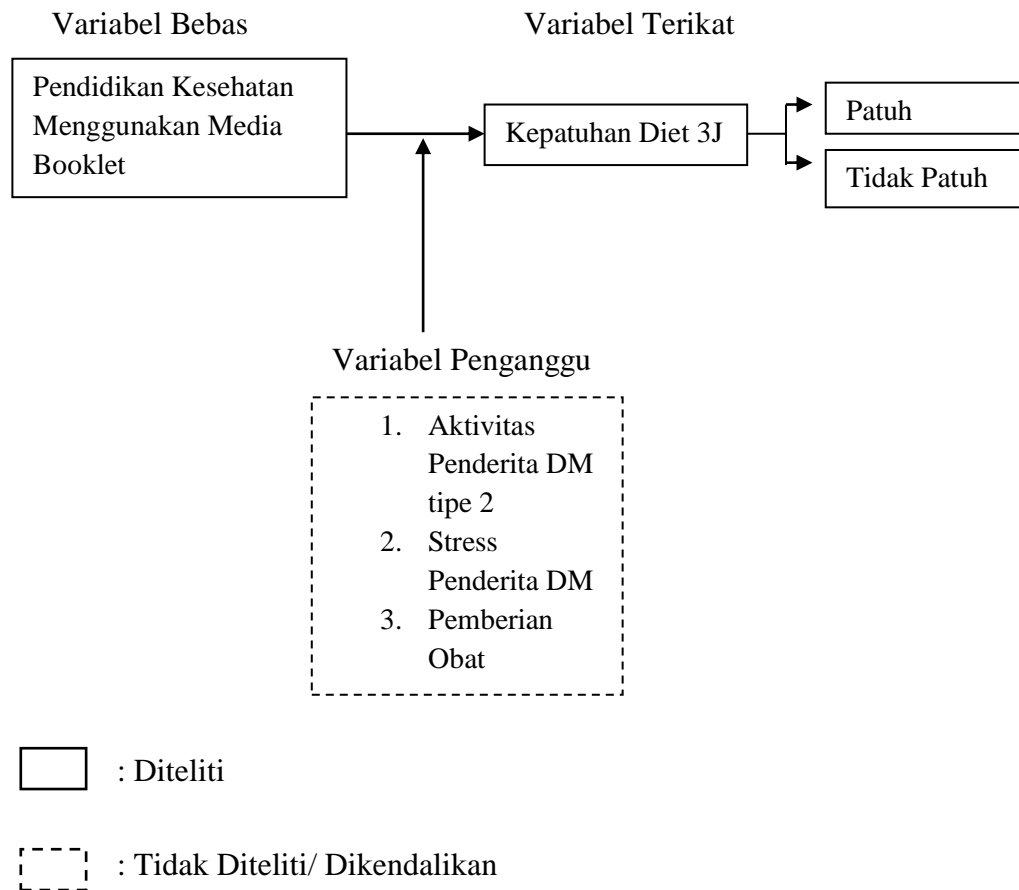 Variabel Bebas
Variabel Terikat
Pendidikan Kesehatan
Menggunakan Media
Booklet
Kepatuhan Diet 3J
Patuh
Tidak Patuh
Variabel Penganggu
1. Aktivitas
Penderita DM
tipe 2
2. Stress
Penderita DM
3. Pemberian
Obat
: Diteliti
: Tidak Diteliti/ Dikendalikan